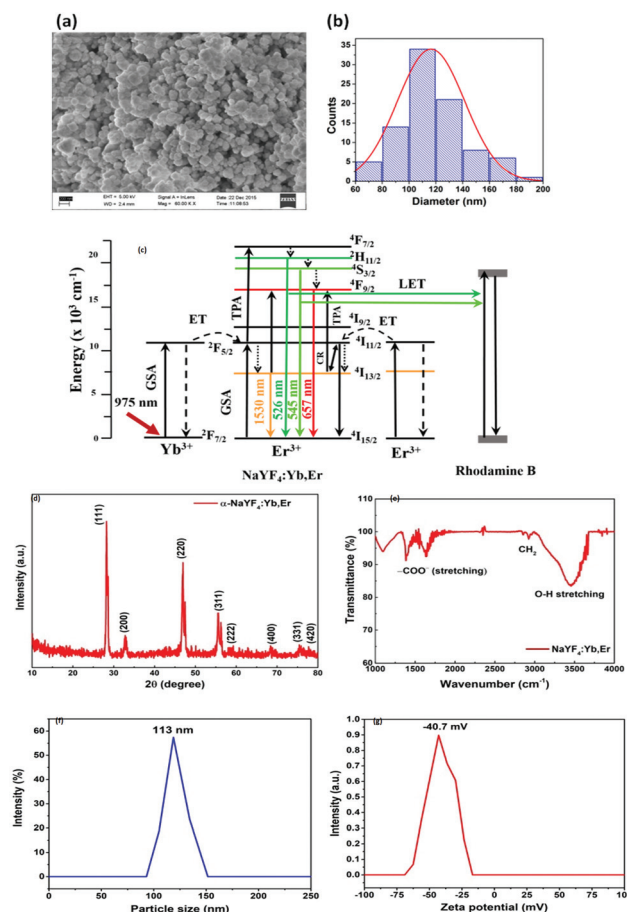 (a)
EHT = 5.00 kV
Signal A = InLens
Date: 22 Dec 2015
WD = 2.4 mm
Mag = 60.00 K X
Time: 11:08:53
ZEISS
(b)
Counts
35
30
25
20
15
10
5
0
60 80 100 120 140 160 180 200
Diameter (nm)
(c)
Energy (x 10³ cm⁻¹)
20
15
10
5
0
⁴F₇/₂
²H₁₁/₂
⁴S₃/₂
⁴F₉/₂
LET
TPA
TPA
⁴I₉/₂
ET
ET
²F₅/₂
⁴I₁₁/₂
CR
⁴I₁₃/₂
GSA
GSA
1530 nm
526 nm
545 nm
657 nm
975 nm
²F₇/₂
⁴I₁₅/₂
Yb³⁺
Er³⁺
Er³⁺
Rhodamine B
NaYF₄:Yb,Er
(d)
Intensity (a.u.)
α-NaYF₄:Yb,Er
(111)
(200)
(220)
(311)
(222)
(400)
(331)
(420)
10 20 30 40 50 60 70 80
2θ (degree)
(e)
Transmittance (%)
110
100
90
80
70
60
–COO⁻ (stretching)
CH₂
O-H stretching
NaYF₄:Yb,Er
1000 1500 2000 2500 3000 3500 4000
Wavenumber (cm⁻¹
(f)
Intensity (%)
60
50
40
30
20
10
0
113 nm
0 50 100 150 200 250
Particle size (nm)
(g)
Intensity (a.u.)
1.0
0.9
0.8
0.7
0.6
0.5
0.4
0.3
0.2
0.1
0.0
-40.7 mV
-100 -75 -50 -25 0 25 50 75 100
Zeta potential (mV)